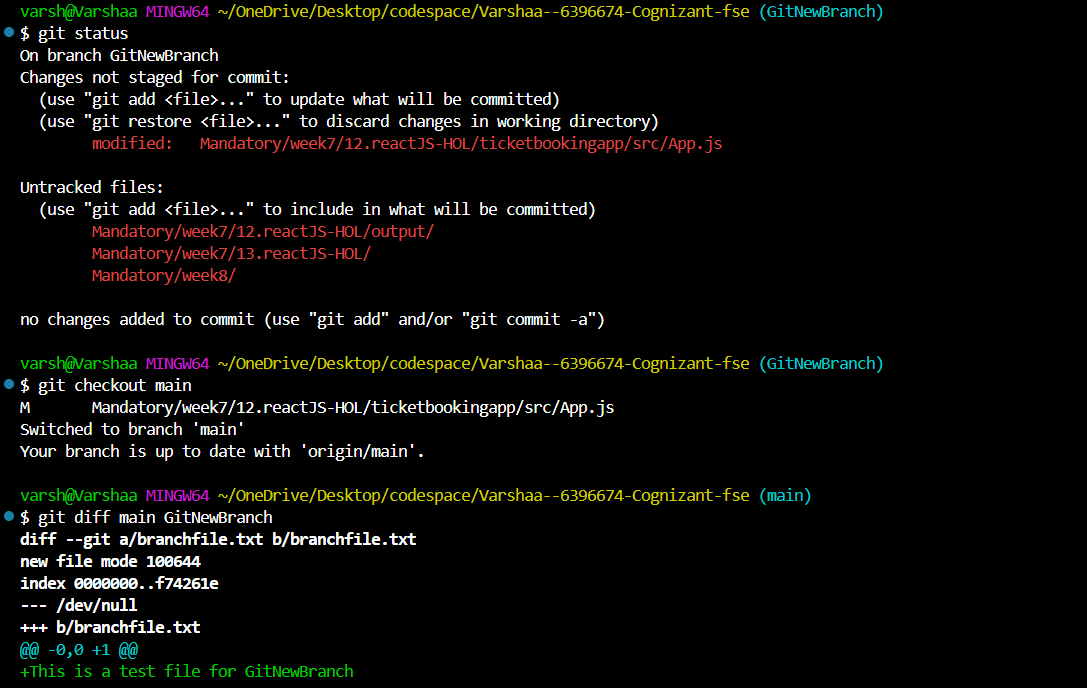 varsh@Varshaa MINGW64 ~/OneDrive/Desktop/codespace/Varshaa--6396674-Cognizant-fse (GitNewBranch)
$ git status
On branch GitNewBranch
Changes not staged for commit:
  (use "git add <file>..." to update what will be committed)
  (use "git restore <file>..." to discard changes in working directory)
        modified:   Mandatory/week7/12.reactJS-HOL/ticketbookingapp/src/App.js

Untracked files:
  (use "git add <file>..." to include in what will be committed)
        Mandatory/week7/12.reactJS-HOL/output/
        Mandatory/week7/13.reactJS-HOL/
        Mandatory/week8/

no changes added to commit (use "git add" and/or "git commit -a")

varsh@Varshaa MINGW64 ~/OneDrive/Desktop/codespace/Varshaa--6396674-Cognizant-fse (GitNewBranch)
$ git checkout main
M       Mandatory/week7/12.reactJS-HOL/ticketbookingapp/src/App.js
Switched to branch 'main'
Your branch is up to date with 'origin/main'.

varsh@Varshaa MINGW64 ~/OneDrive/Desktop/codespace/Varshaa--6396674-Cognizant-fse (main)
$ git diff main GitNewBranch
diff --git a/branchfile.txt b/branchfile.txt
new file mode 100644
index 0000000..f74261e
--- /dev/null
+++ b/branchfile.txt
@@ -0,0 +1 @@
+This is a test file for GitNewBranch